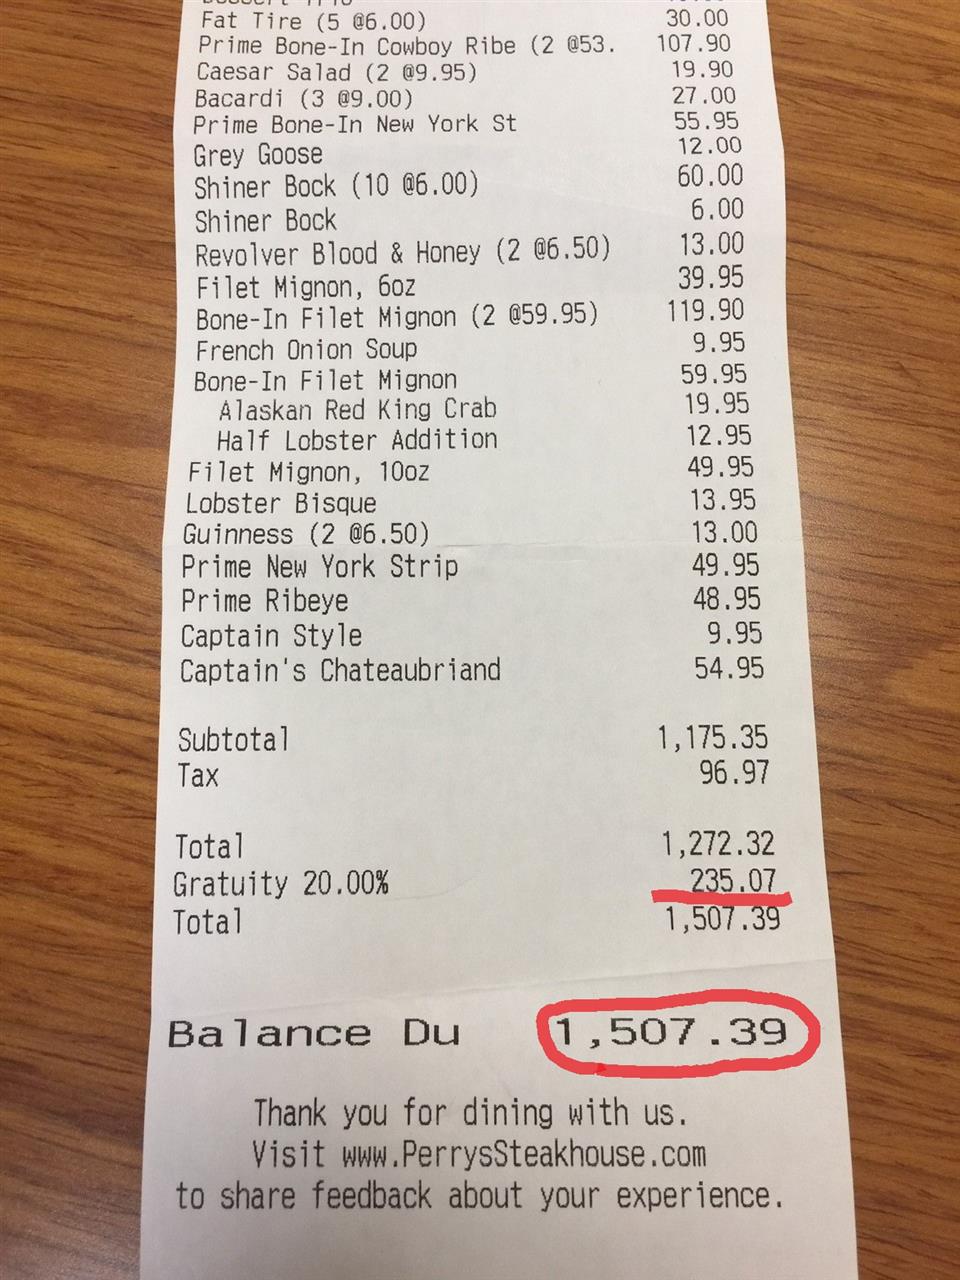 Fat Tire (5 @6.00) 30.00
Prime Bone-In Cowboy Ribe (2 @53. 107.90
Caesar Salad (2 @9.95) 19.90
Bacardi (3 @9.00) 27.00
Prime Bone-In New York St 55.95
Grey Goose 12.00
Shiner Bock (10 @6.00) 60.00
Shiner Bock 6.00
Revolver Blood & Honey (2 @6.50) 13.00
Filet Mignon, 6oz 39.95
Bone-In Filet Mignon (2 @59.95) 119.90
French Onion Soup 9.95
Bone-In Filet Mignon 59.95
Alaskan Red King Crab 19.95
Half Lobster Addition 12.95
Filet Mignon, 10oz 49.95
Lobster Bisque 13.95
Guinness (2 @6.50) 13.00
Prime New York Strip 49.95
Prime Ribeye 48.95
Captain Style 9.95
Captain's Chateaubriand 54.95
Subtotal 1,175.35
Tax 96.97
Total 1,272.32
Gratuity 20.00% 235.07
Total 1,507.39
Balance Du 1,507.39
Thank you for dining with us.
Visit www.PerrysSteakhouse.com
to share feedback about your experience.